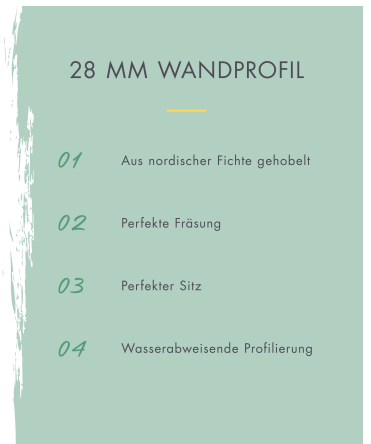 28 MM WANDPROFIL
01 Aus nordischer Fichte gehobelt
02 Perfekte Fräsung
03 Perfekter Sitz
04 Wasserabweisende Profilierung